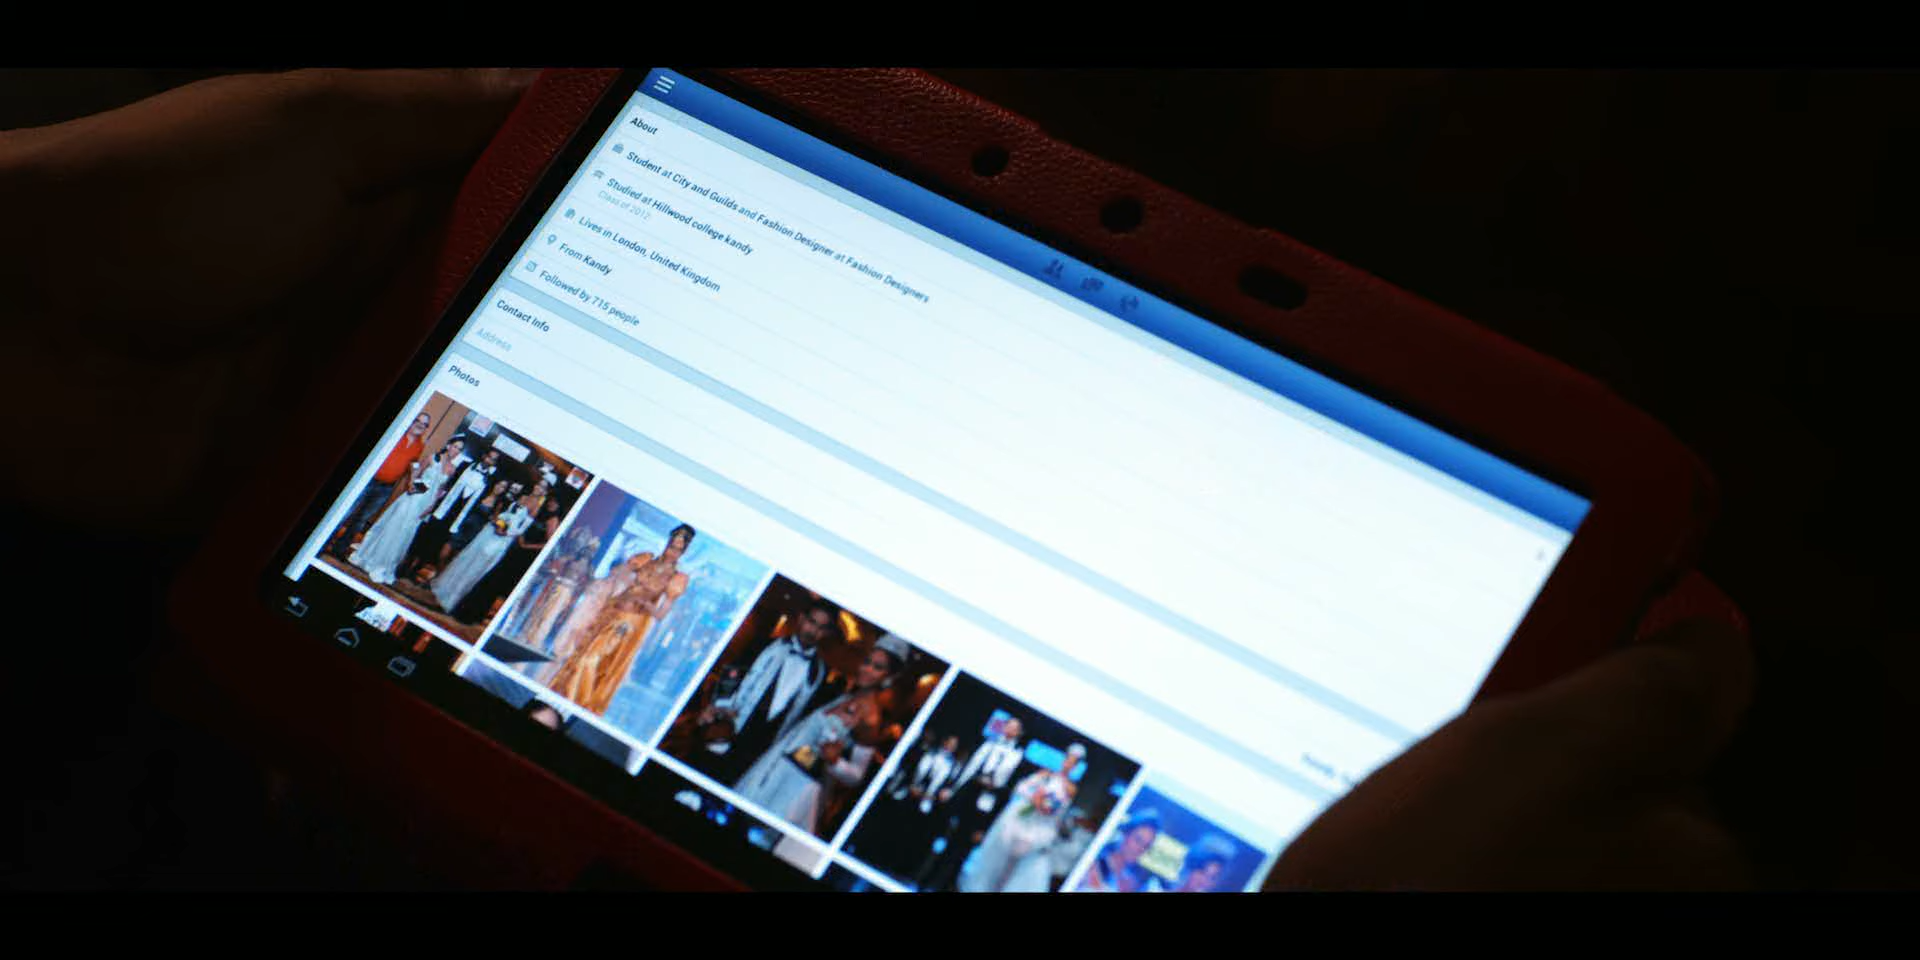 About
Student at City and Guilds and Fashion Designer at Fashion Designers
Studied at Hillwood college kandy
Class of 2012
Lives in London, United Kingdom
From Kandy
Followed by 715 people
Contact Info
Address
Photos